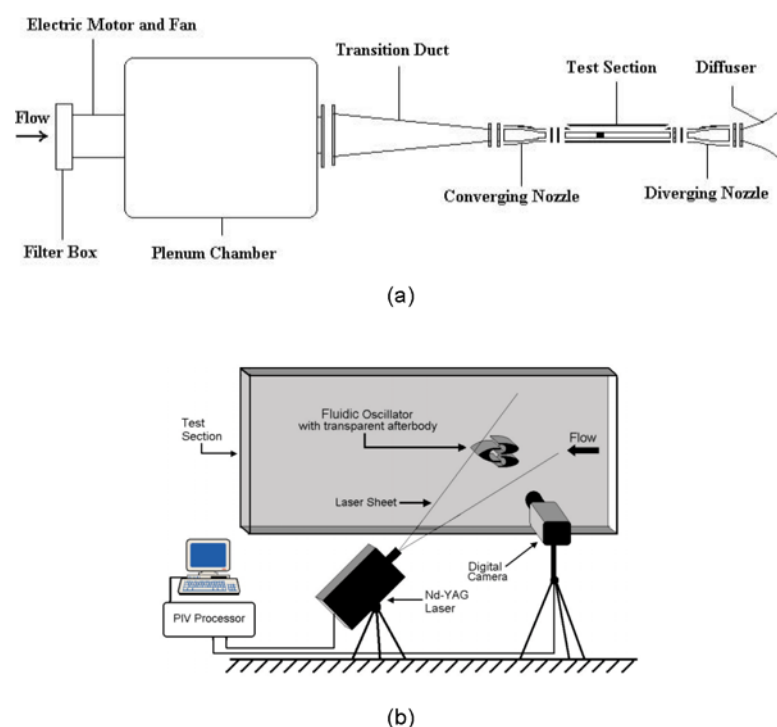 Electric Motor and Fan
Transition Duct
Test Section
Diffuser
Flow
Converging Nozzle
Diverging Nozzle
Filter Box
Plenum Chamber
(a)
Fluidic Oscillator
with transparent afterbody
Test
Section
Flow
Laser Sheet
Digital
Camera
Nd-YAG
Laser
PIV Processor
(b)